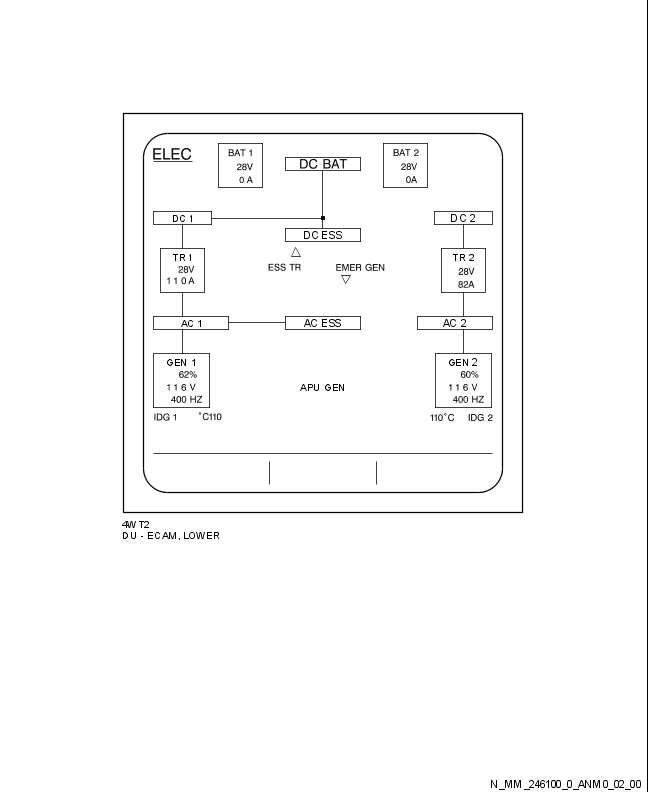 ELEC
BAT 1
28V
0 A
DC BAT
BAT 2
28V
0A
DC 1
DC ESS
DC 2
TR 1
28V
110A
ESS TR
EMER GEN
TR 2
28V
82A
AC 1
AC ESS
AC 2
GEN 1
62%
116 V
400 HZ
APU GEN
GEN 2
60%
116 V
400 HZ
IDG 1 °C110
110°C IDG 2
4WT2
DU - ECAM, LOWER
N_MM_246100_0_ANM0_02_00